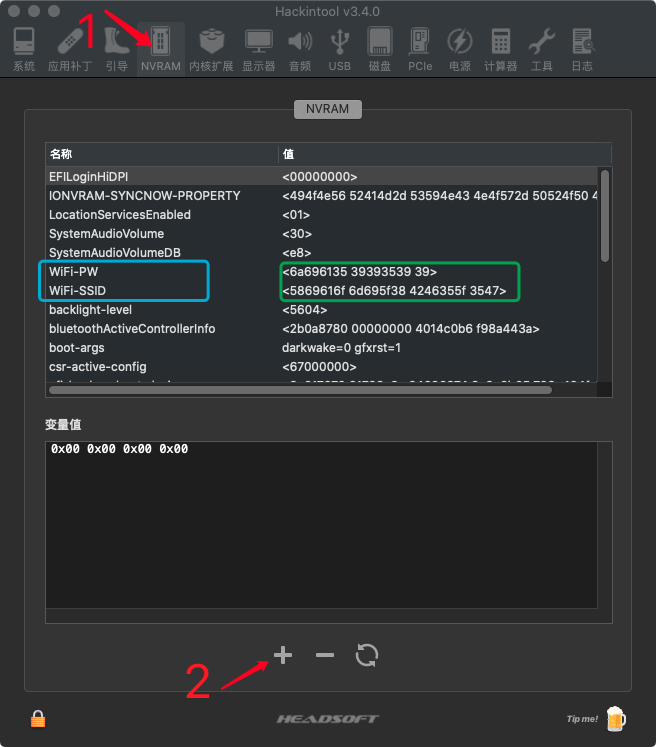 Hackintool v3.4.0
1
系统 应用补丁 引导 NVRAM 内核扩展 显示器 音频 USB 磁盘 PCIe 电源 计算器 工具 日志
NVRAM
名称 值
EFILoginHiDPI <00000000>
IONVRAM-SYNCNOW-PROPERTY <494f4e56 52414d2d 53594e43 4e4f572d 50524f50 4
LocationServicesEnabled <01>
SystemAudioVolume <30>
SystemAudioVolumeDB <e8>
WiFi-PW <6a696135 39393539 39>
WiFi-SSID <5869616f 6d695f38 4246355f 3547>
backlight-level <5604>
bluetoothActiveControllerInfo <2b0a8780 00000000 4014c0b6 f98a443a>
boot-args darkwake=0 gfxrst=1
csr-active-config <67000000>
变量值
0x00 0x00 0x00 0x00
2
HEADSOFT
Tip me!